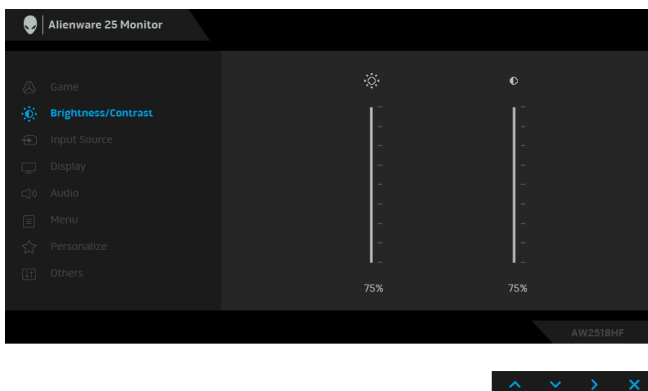 Alienware 25 Monitor
Game
Brightness/Contrast
Input Source
Display
Audio
Menu
Personalize
Others
75% 75%
AW2518HF